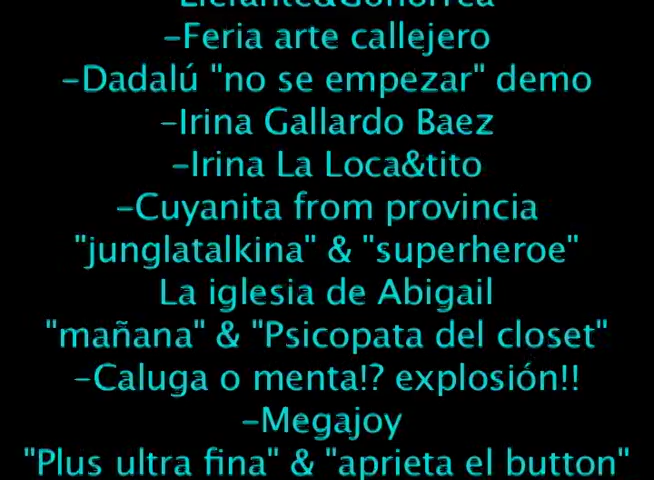 -Elefante&Gonorrea
-Feria arte callejero
-Dadalú "no se empezar" demo
-Irina Gallardo Baez
-Irina La Loca&tito
-Cuyanita from provincia
"junglatalkina" & "superheroe"
La iglesia de Abigail
"mañana" & "Psicopata del closet"
-Caluga o menta!? explosión!!
-Megajoy
"Plus ultra fina" & "aprieta el button"